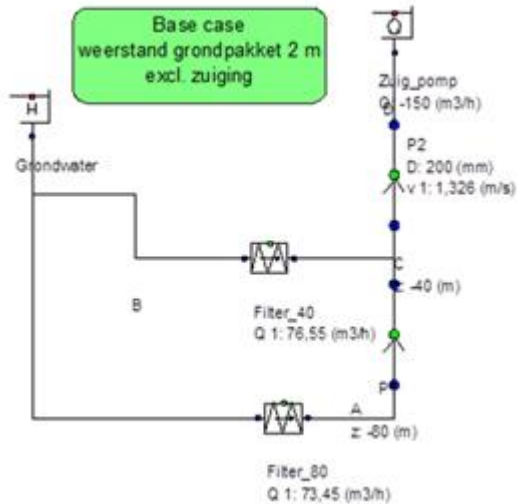 Base case
weerstand grondpakket 2 m
excl. zuiging
Q
H
Grondwater
Zuig_pomp
Q: -150 (m3/h)
P2
D: 200 (mm)
v 1: 1,326 (m/s)
C
z: -40 (m)
Filter_40
Q 1: 76,55 (m3/h)
B
P
A
z: -80 (m)
Filter_80
Q 1: 73,45 (m3/h)